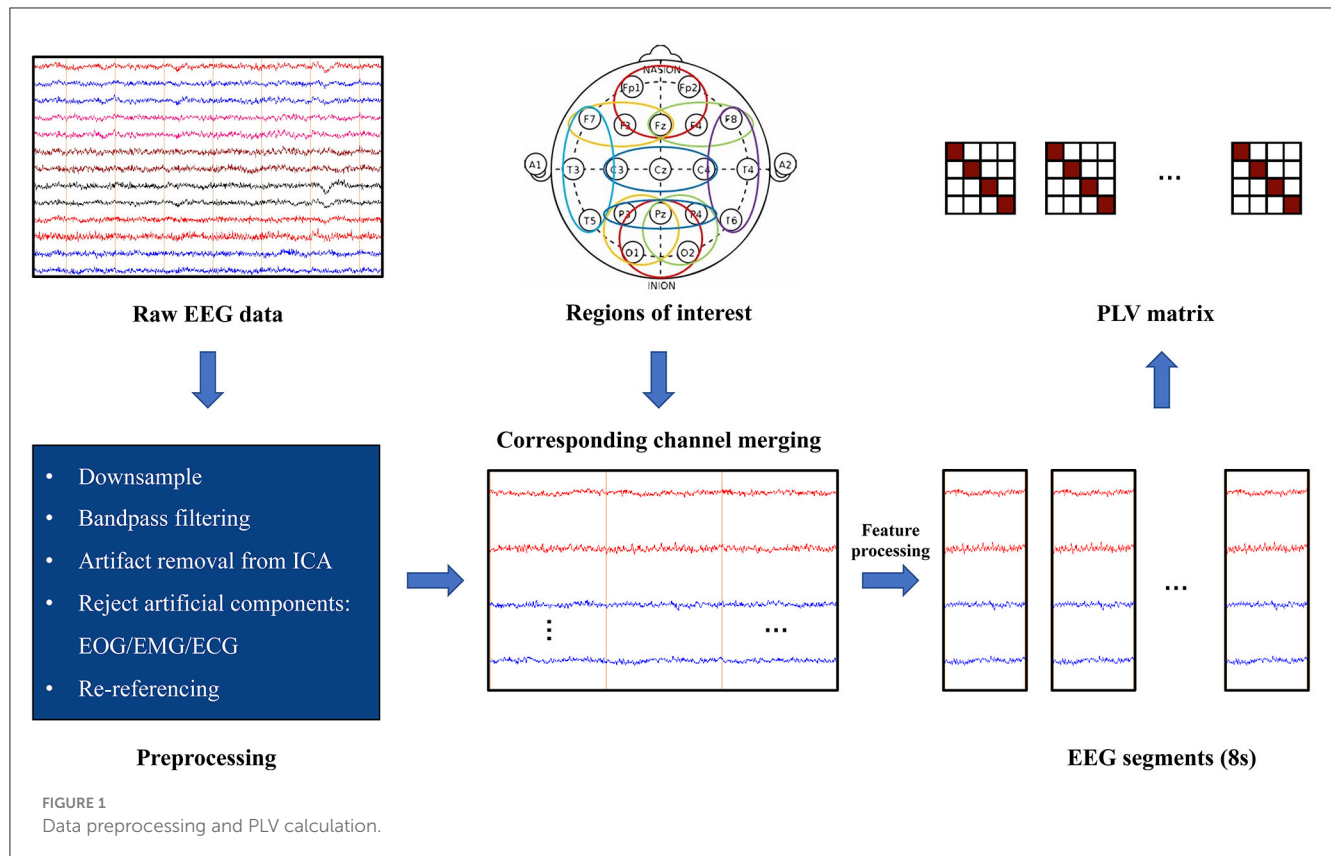 NASION
Fp1 Fp2
F7 F3 Fz F4 F8
A1 T3 C3 Cz C4 T4 A2
T5 P3 Pz P4 T6
O1 O2
INION
...
Raw EEG data
Regions of interest
PLV matrix
• Downsample
• Bandpass filtering
• Artifact removal from ICA
• Reject artificial components:
EOG/EMG/ECG
• Re-referencing
Preprocessing
Corresponding channel merging
...
...
Feature
processing
...
EEG segments (8s)
FIGURE 1
Data preprocessing and PLV calculation.